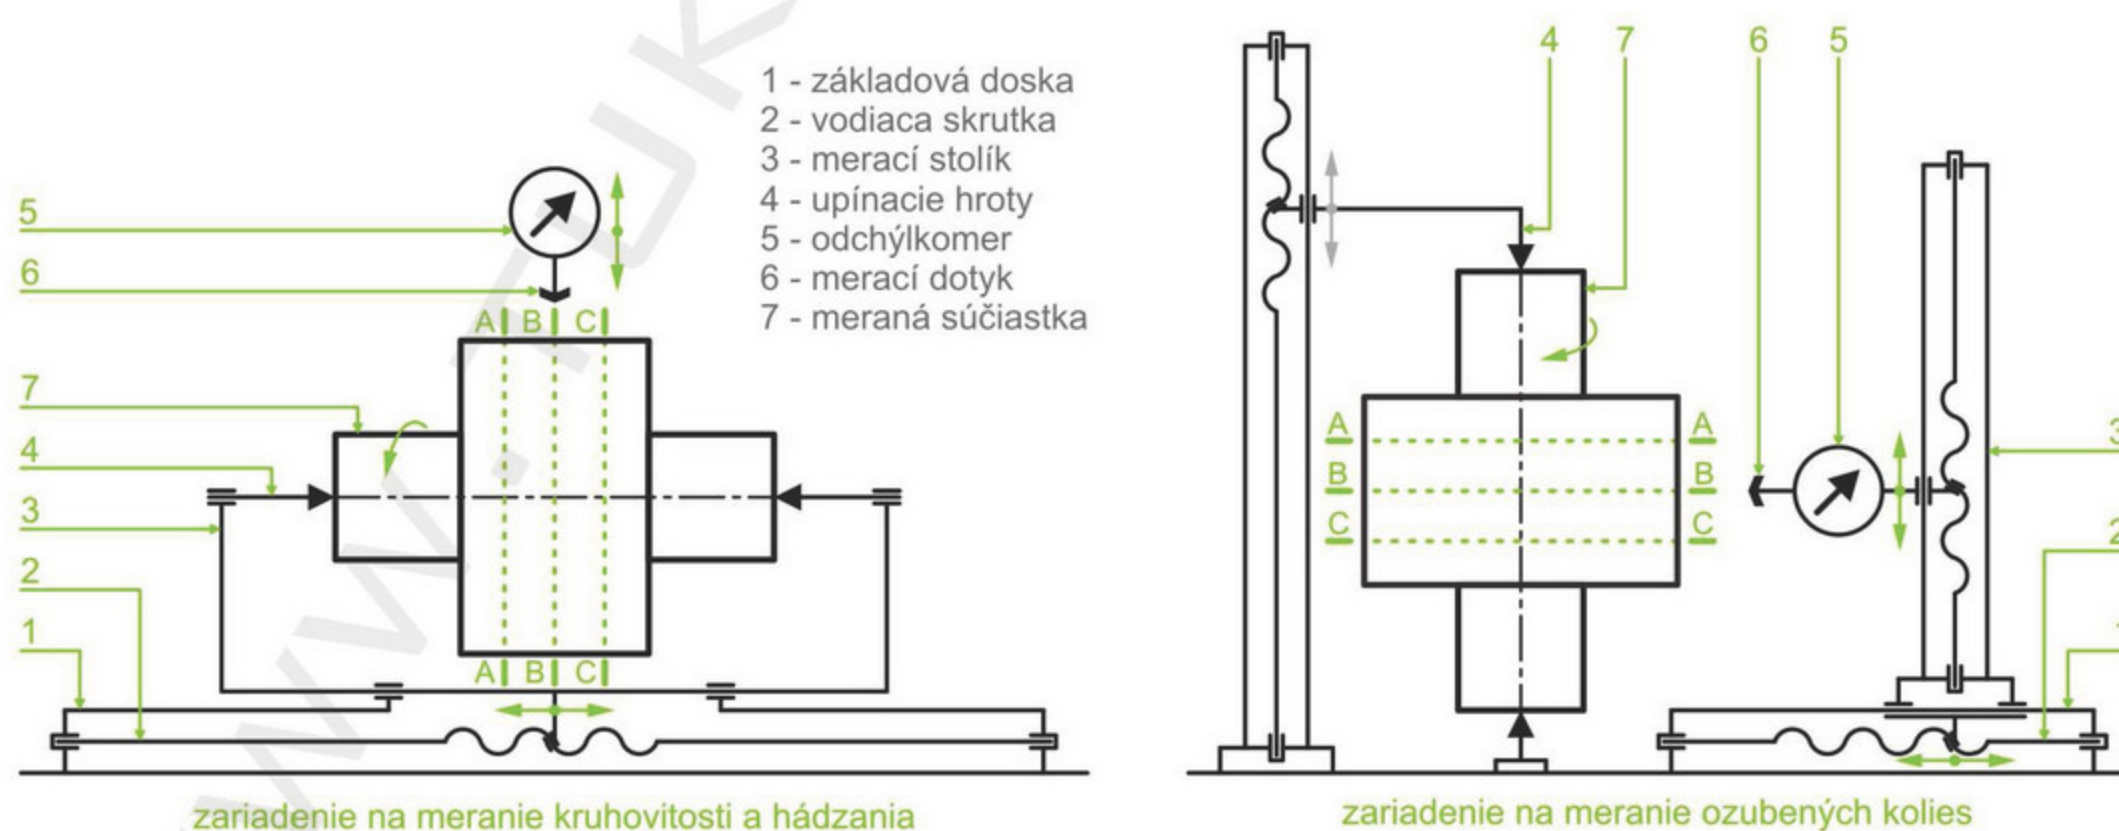 1 - základová doska
2 - vodiaca skrutka
3 - merací stolík
4 - upínacie hroty
5 - odchýlkomer
6 - merací dotyk
7 - meraná súčiastka
5
6
A B C
7
4
3
2
1
A B C
zariadenie na meranie kruhovitosti a hádzania
4 7 6 5
A A
B B
C C
3
2
zariadenie na meranie ozubených kolies